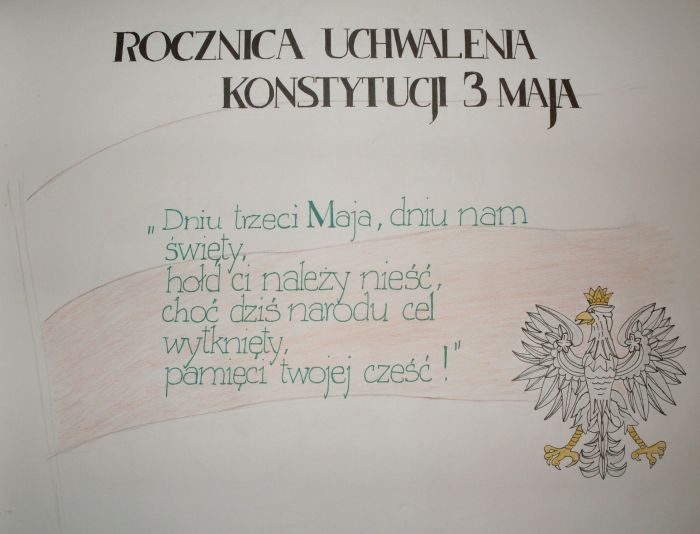 ROCZNICA UCHWALENIA
KONSTYTUCJI 3 MAJA
„Dniu trzeci Maja, dniu nam
święty,
hołd ci należy nieść,
choć dziś narodu cel
wytknięty,
pamięci twojej cześć!”